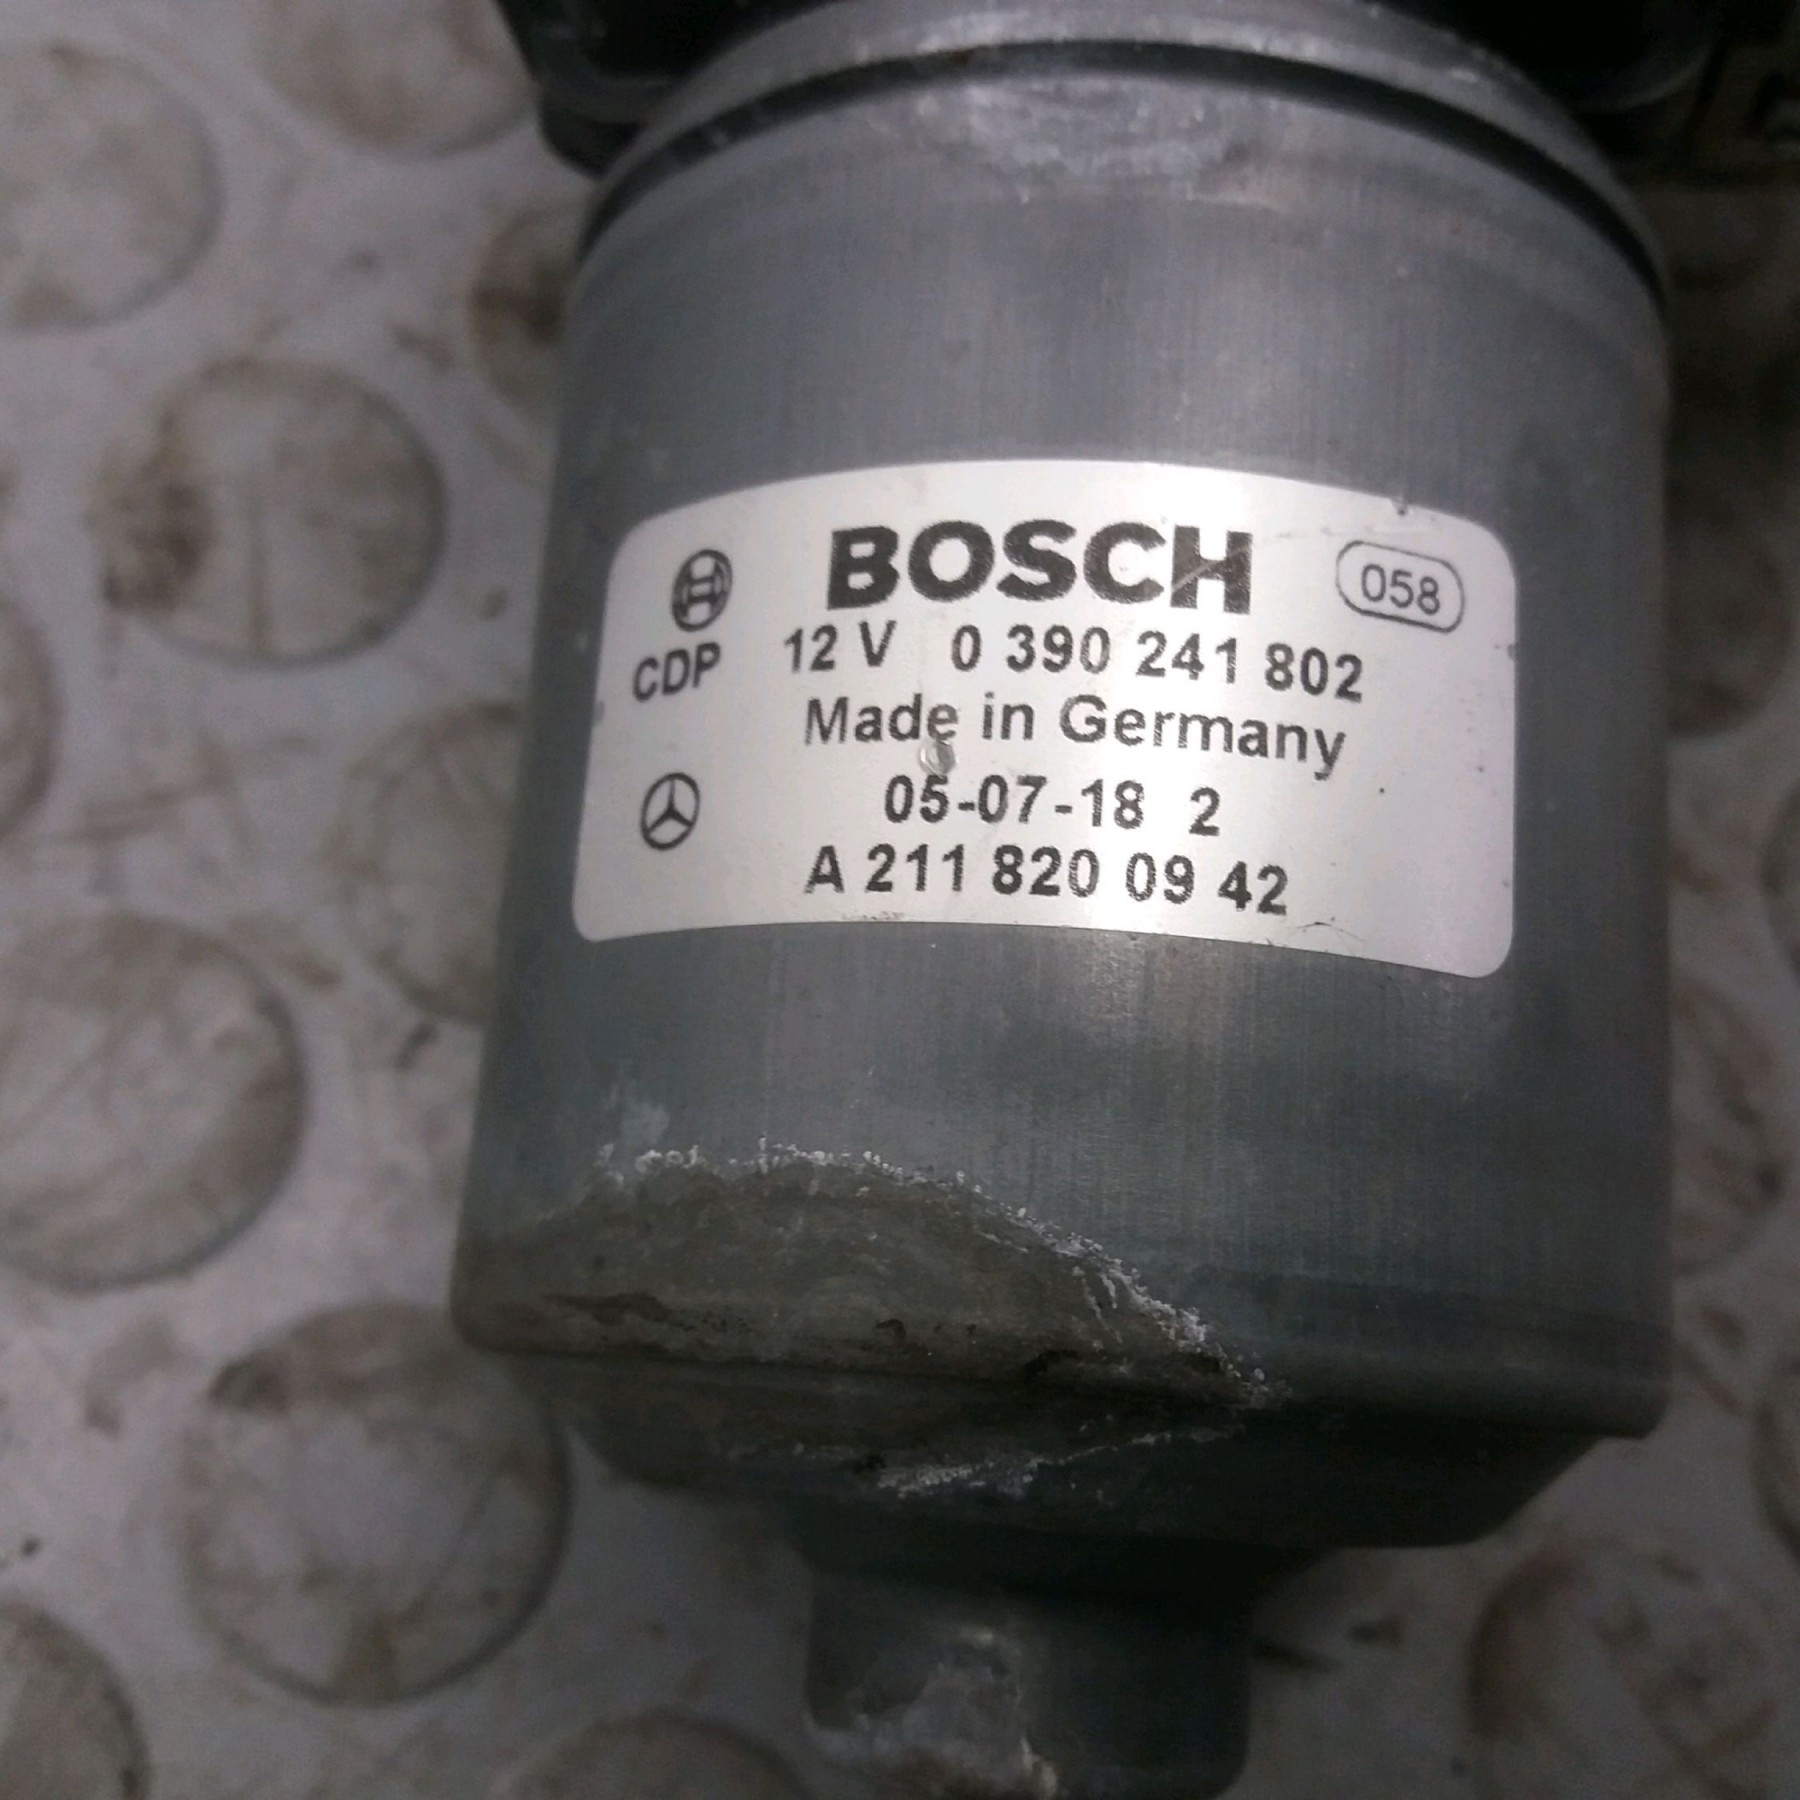 BOSCH 058
CDP 12 V 0 390 241 802
Made in Germany
05-07-18 2
A 211 820 09 42